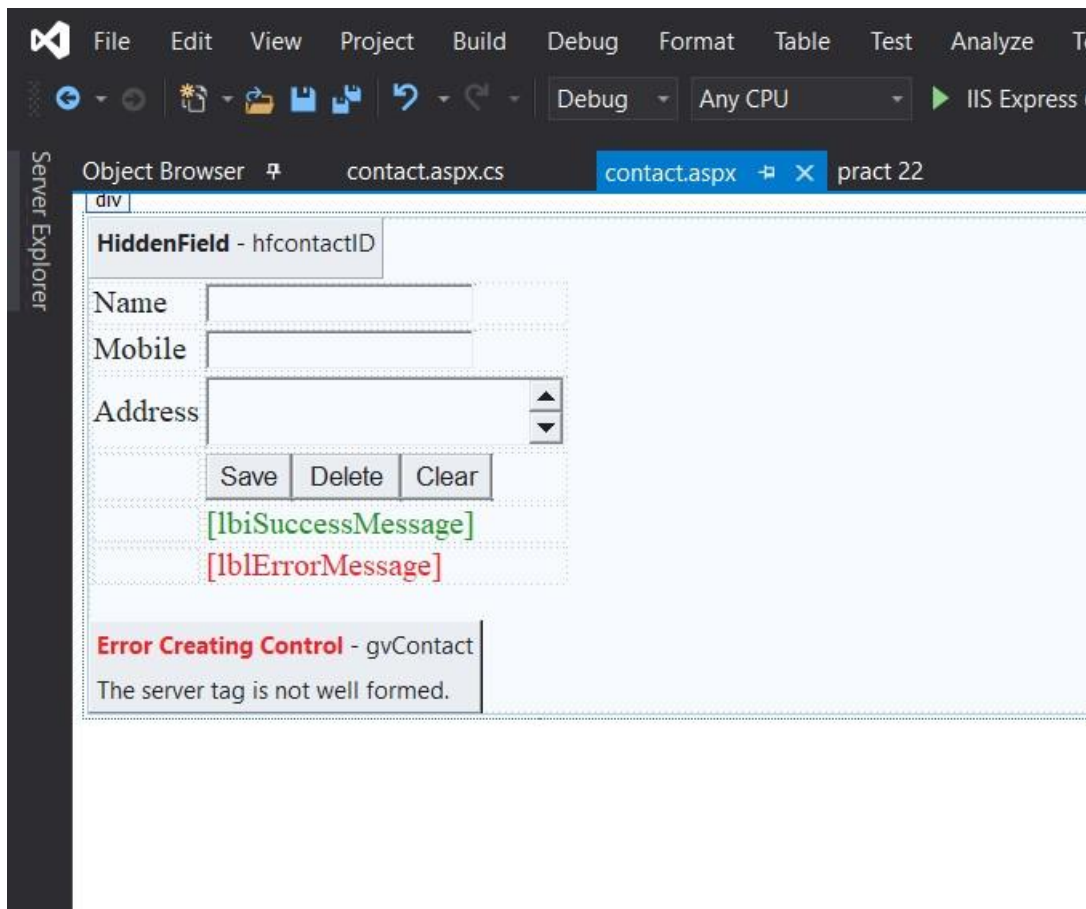 File Edit View Project Build Debug Format Table Test Analyze
Debug Any CPU IIS Express
Server Explorer
Object Browser contact.aspx.cs contact.aspx pract 22
div
HiddenField - hfcontactID
Name
Mobile
Address
Save Delete Clear
[lbiSuccessMessage]
[lblErrorMessage]
Error Creating Control - gvContact
The server tag is not well formed.